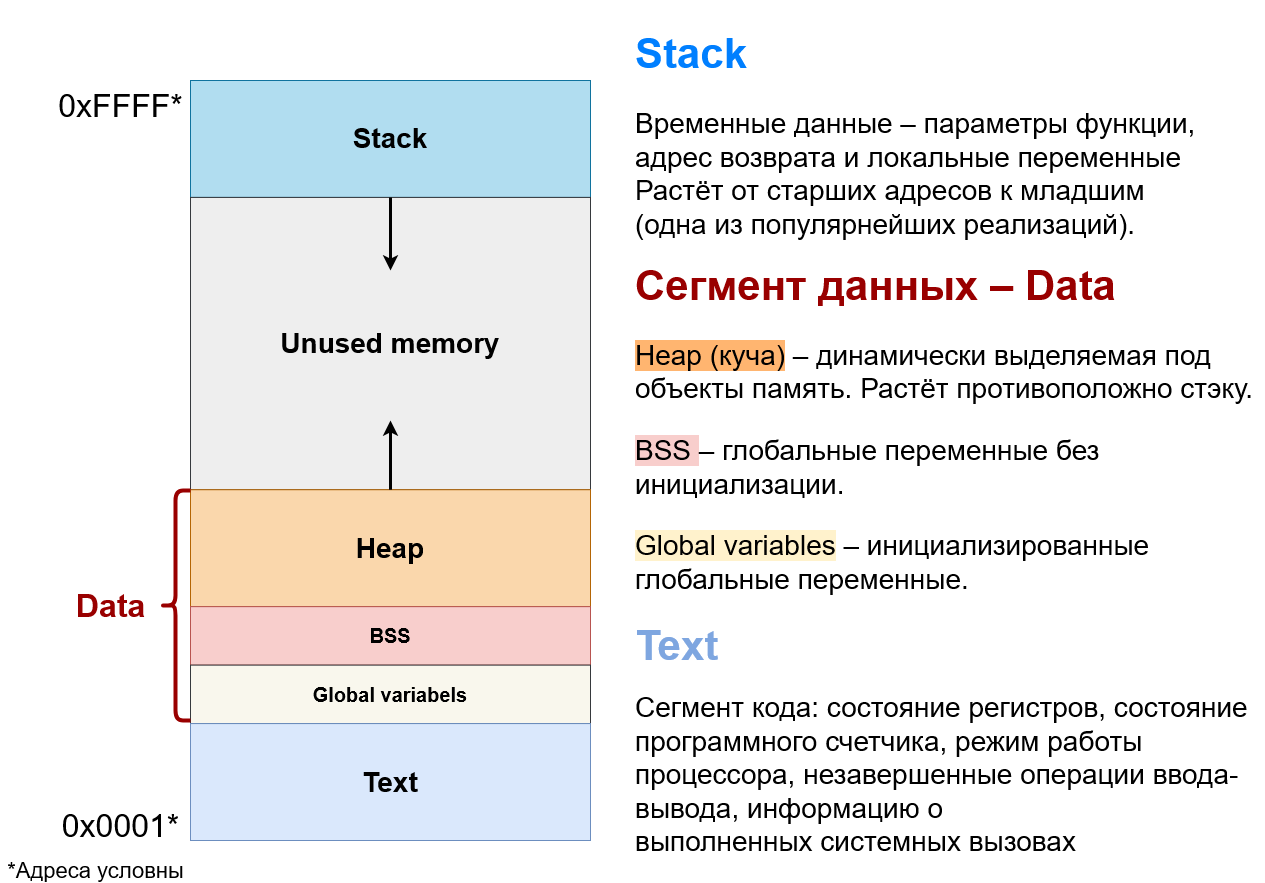 0xFFFF*
Stack
Unused memory
Heap
Data
BSS
Global variabels
Text
0x0001*
*Адреса условны
Stack
Временные данные – параметры функции,
адрес возврата и локальные переменные
Растёт от старших адресов к младшим
(одна из популярнейших реализаций).
Сегмент данных – Data
Heap (куча) – динамически выделяемая под
объекты память. Растёт противоположно стэку.
BSS – глобальные переменные без
инициализации.
Global variables – инициализированные
глобальные переменные.
Text
Сегмент кода: состояние регистров, состояние
программного счетчика, режим работы
процессора, незавершенные операции ввода-
вывода, информацию о
выполненных системных вызовах